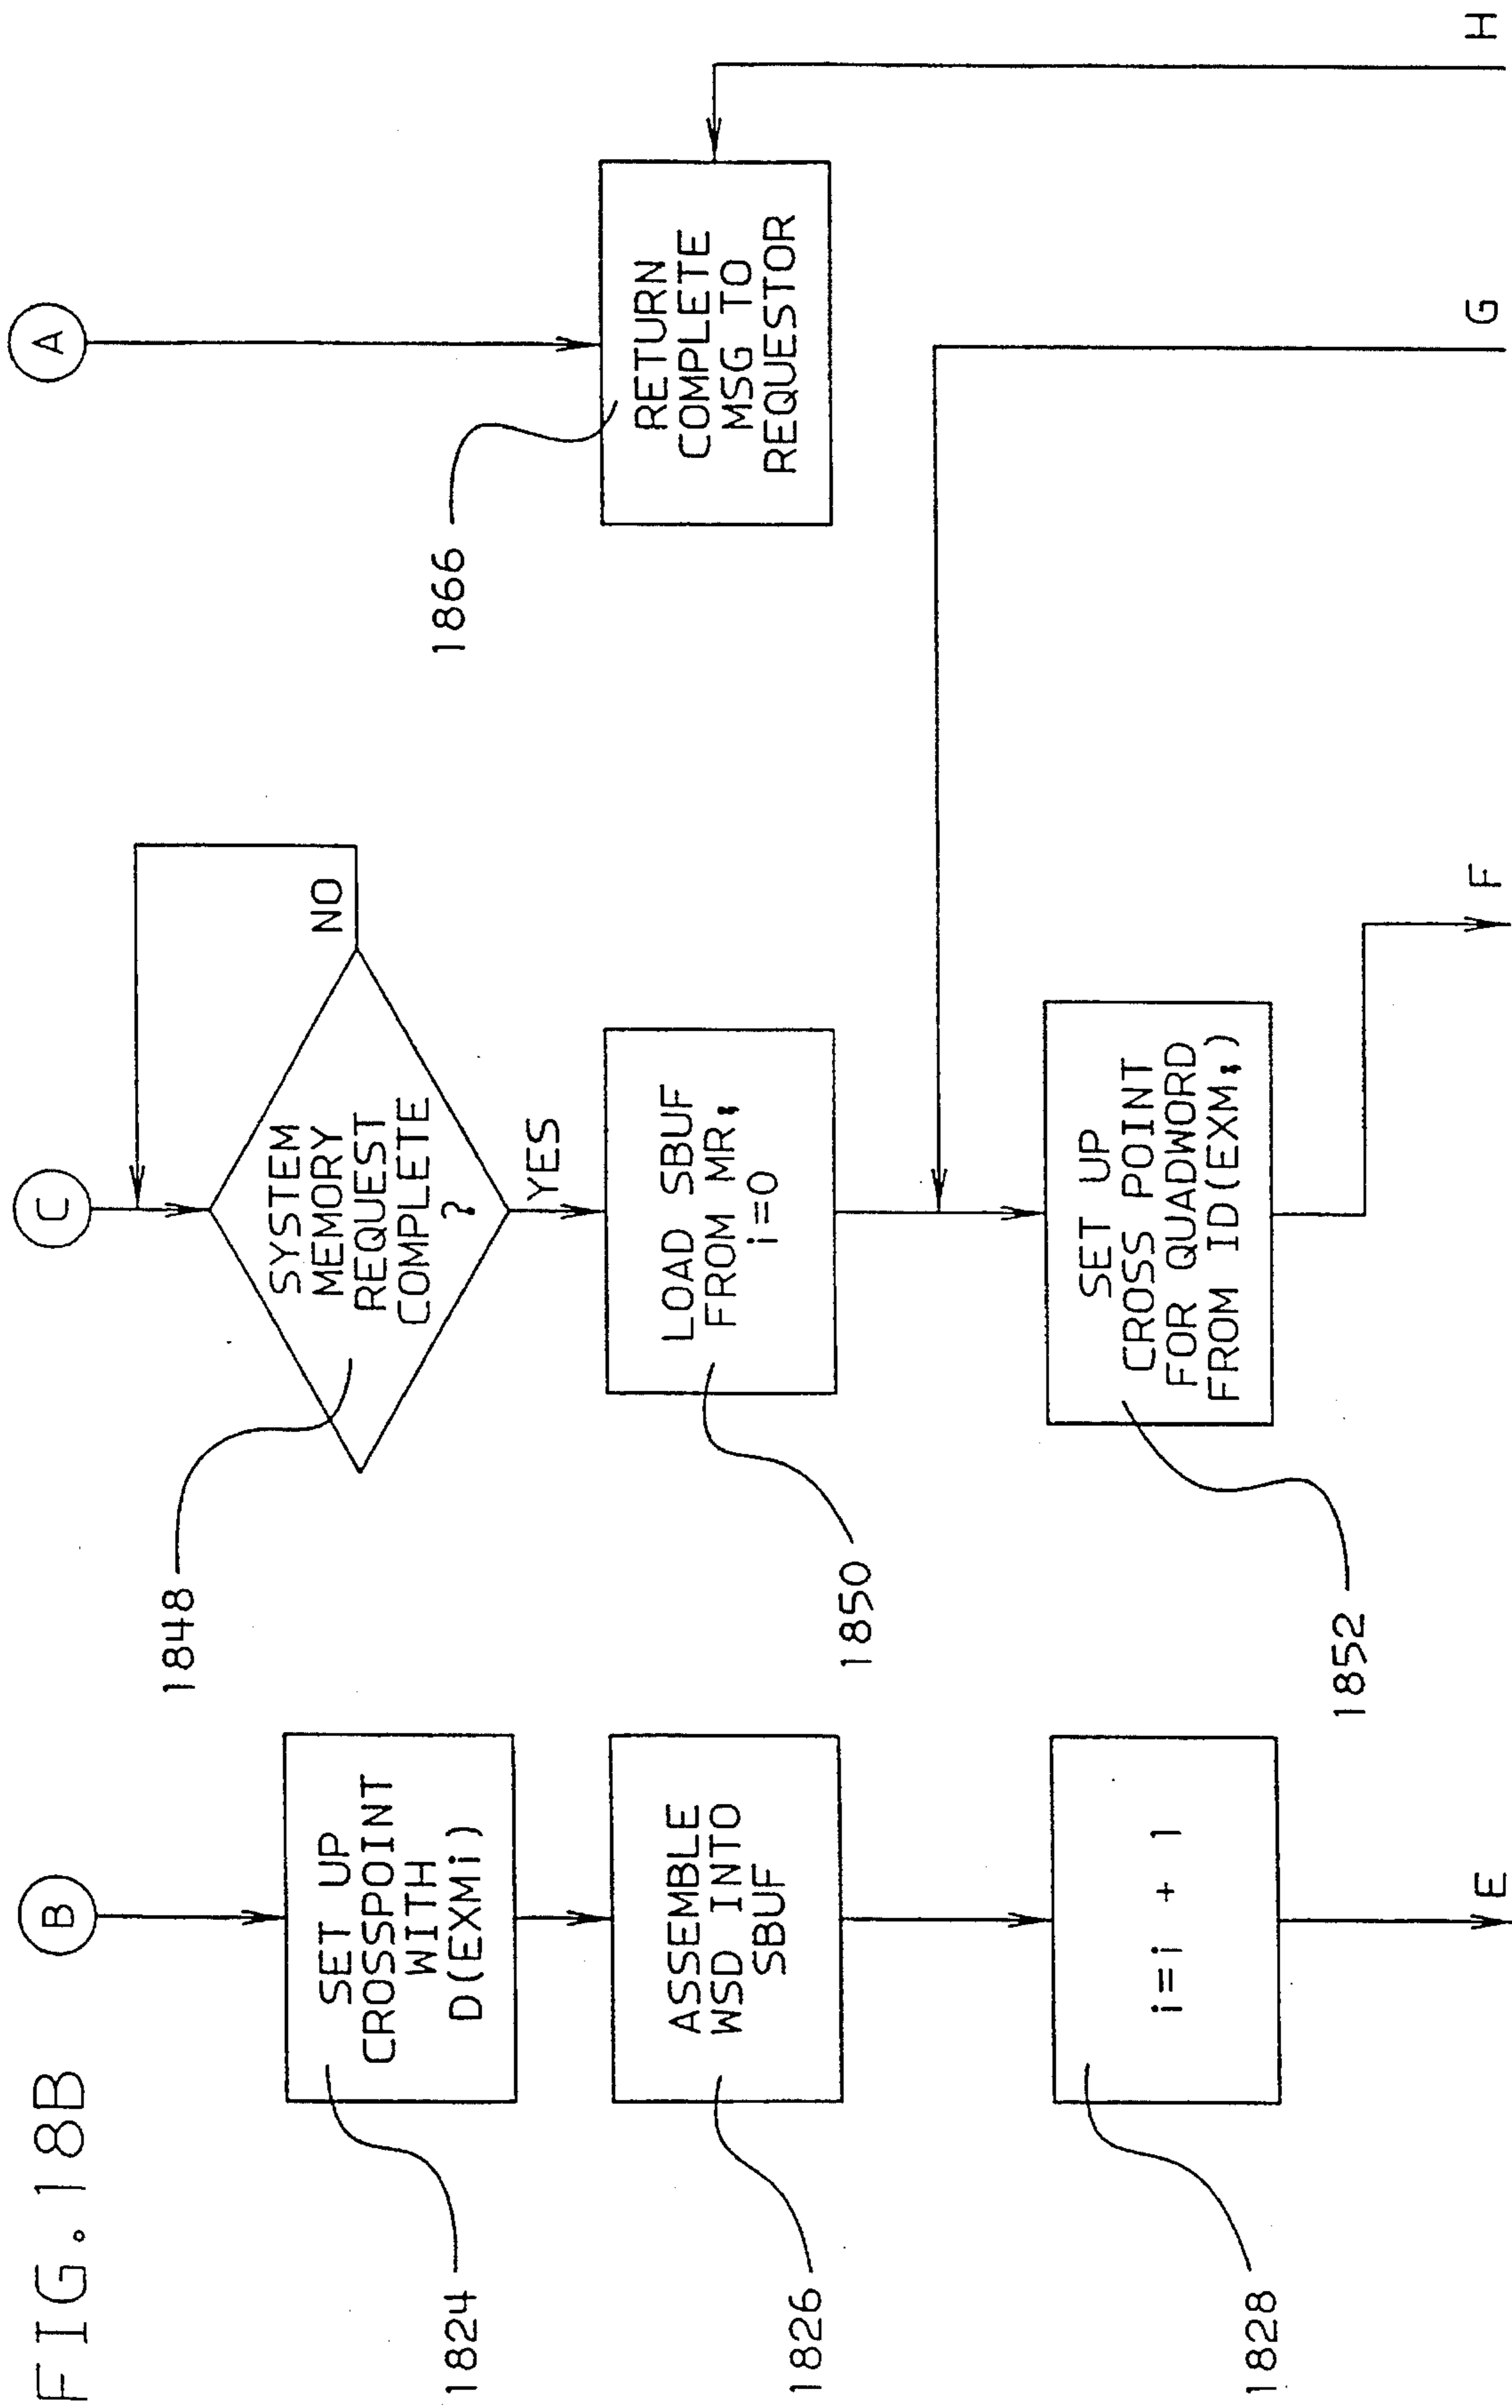 FIG. 18B
B
1824
SET UP
CROSSPOINT
WITH
D(EXMi)
1826
ASSEMBLE
WSD INTO
SBUF
1828
i=i + 1
E
C
1848
SYSTEM
MEMORY
REQUEST
COMPLETE
?
NO
YES
1850
LOAD SBUF
FROM MR;
i=0
1852
SET UP
CROSS POINT
FOR QUADWORD
FROM ID(EXM;)
F
A
1866
RETURN
COMPLETE
MSG TO
REQUESTOR
G
H